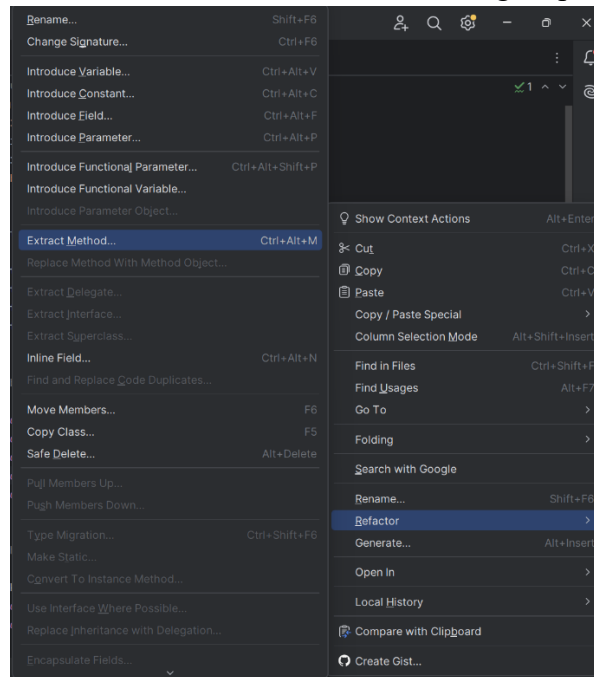 Rename... Shift+F6
Change Signature... Ctrl+F6
Introduce Variable... Ctrl+Alt+V
Introduce Constant... Ctrl+Alt+C
Introduce Field... Ctrl+Alt+F
Introduce Parameter... Ctrl+Alt+P
Introduce Functional Parameter... Ctrl+Alt+Shift+P
Introduce Functional Variable...
Introduce Parameter Object...
Extract Method... Ctrl+Alt+M
Replace Method With Method Object...
Extract Delegate...
Extract Interface...
Extract Superclass...
Inline Field... Ctrl+Alt+N
Find and Replace Code Duplicates...
Move Members... F6
Copy Class... F5
Safe Delete... Alt+Delete
Pull Members Up...
Push Members Down...
Type Migration... Ctrl+Shift+F6
Make Static...
Convert To Instance Method...
Use Interface Where Possible...
Replace Inheritance with Delegation...
Encapsulate Fields...
1
Show Context Actions Alt+Enter
Cut Ctrl+X
Copy Ctrl+C
Paste Ctrl+V
Copy / Paste Special
Column Selection Mode Alt+Shift+Insert
Find in Files Ctrl+Shift+F
Find Usages Alt+F7
Go To
Folding
Search with Google
Rename... Shift+F6
Refactor
Generate... Alt+Insert
Open In
Local History
Compare with Clipboard
Create Gist...